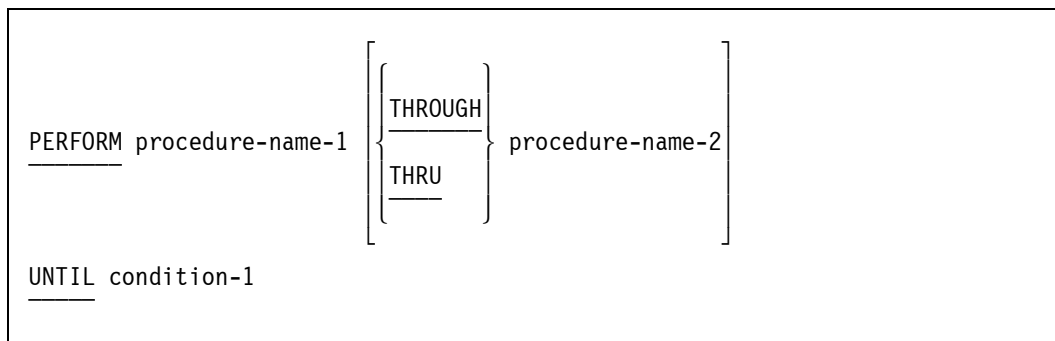 THROUGH
PERFORM procedure-name-1 procedure-name-2
THRU
UNTIL condition-1